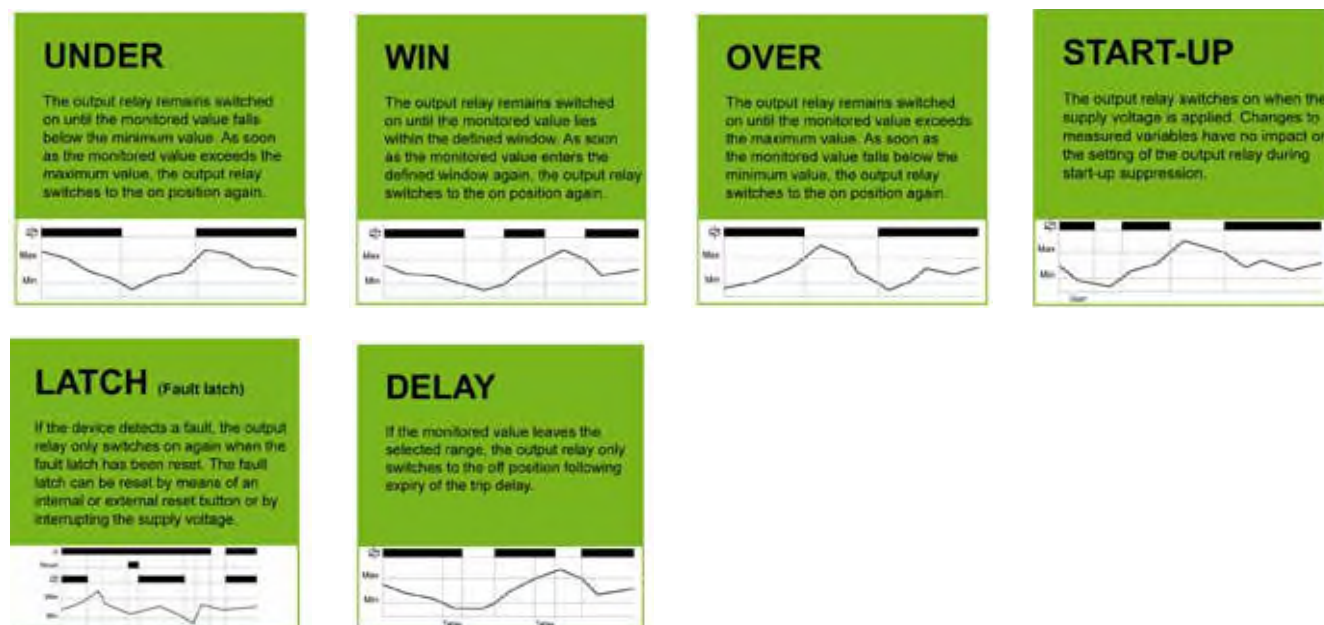 UNDER
The output relay remains switched
on until the monitored value falls
below the minimum value. As soon
as the monitored value exceeds the
maximum value, the output relay
switches to the on position again.
Max
Min
WIN
The output relay remains switched
on until the monitored value lies
within the defined window. As soon
as the monitored value enters the
defined window again, the output relay
switches to the on position again.
Max
Min
OVER
The output relay remains switched
on until the monitored value exceeds
the maximum value. As soon as
the monitored value falls below the
minimum value, the output relay
switches to the on position again.
Max
Min
START-UP
The output relay switches on when the
supply voltage is applied. Changes to
measured variables have no impact on
the setting of the output relay during
start-up suppression.
Max
Min
LATCH (Fault latch)
If the device detects a fault, the output
relay only switches on again when the
fault latch has been reset. The fault
latch can be reset by means of an
internal or external reset button or by
interrupting the supply voltage.
Max
Min
DELAY
If the monitored value leaves the
selected range, the output relay only
switches to the off position following
expiry of the trip delay.
Max
Min